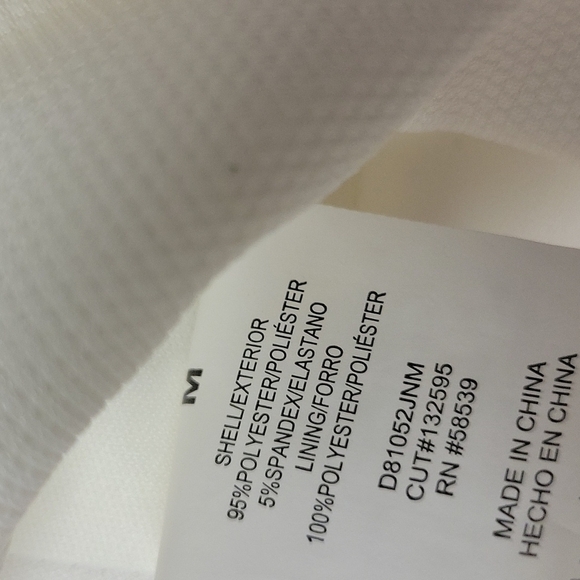 M
SHELL/EXTERIOR
95%POLYESTER/POLIÉSTER
5%SPANDEX/ELASTANO
LINING/FORRO
100%POLYESTER/POLIÉSTER
D81052JNM
CUT#132595
RN #58539
MADE IN CHINA
HECHO EN CHINA